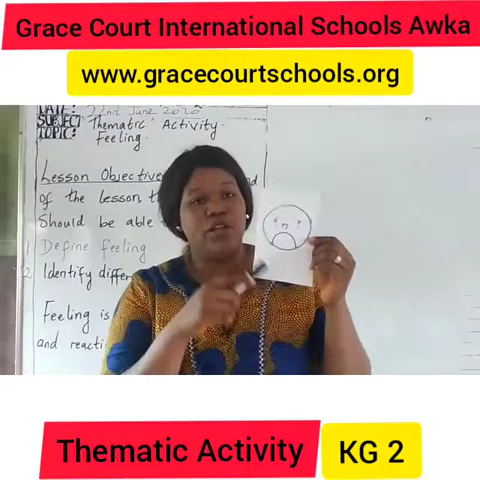 Grace Court International Schools Awka
www.gracecourtschools.org
DATE: 22nd June 2020
SUBJECT: Thematic Activity.
TOPIC: Feeling.
Lesson Objective
of the lesson
Should be able
1 Define feeling
2 Identify differ
Feeling is
and reacti
Thematic Activity
KG 2